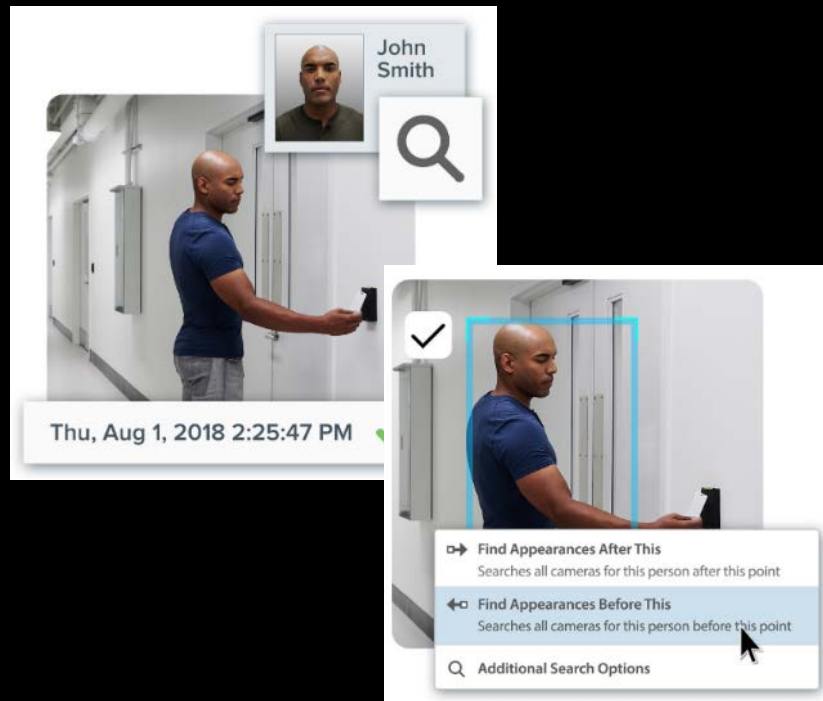 John
Smith
Thu, Aug 1, 2018 2:25:47 PM
Find Appearances After This
Searches all cameras for this person after this point
Find Appearances Before This
Searches all cameras for this person before this point
Additional Search Options